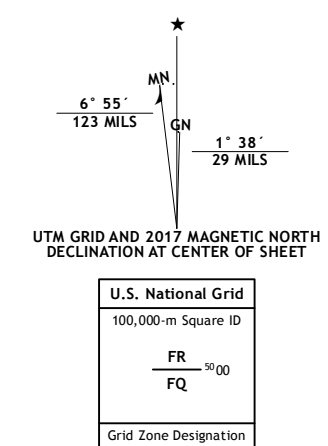 ★
MN
GN
6° 55´
123 MILS
1° 38´
29 MILS
UTM GRID AND 2017 MAGNETIC NORTH
DECLINATION AT CENTER OF SHEET
U.S. National Grid
100,000-m Square ID
FR
5000
FQ
Grid Zone Designation